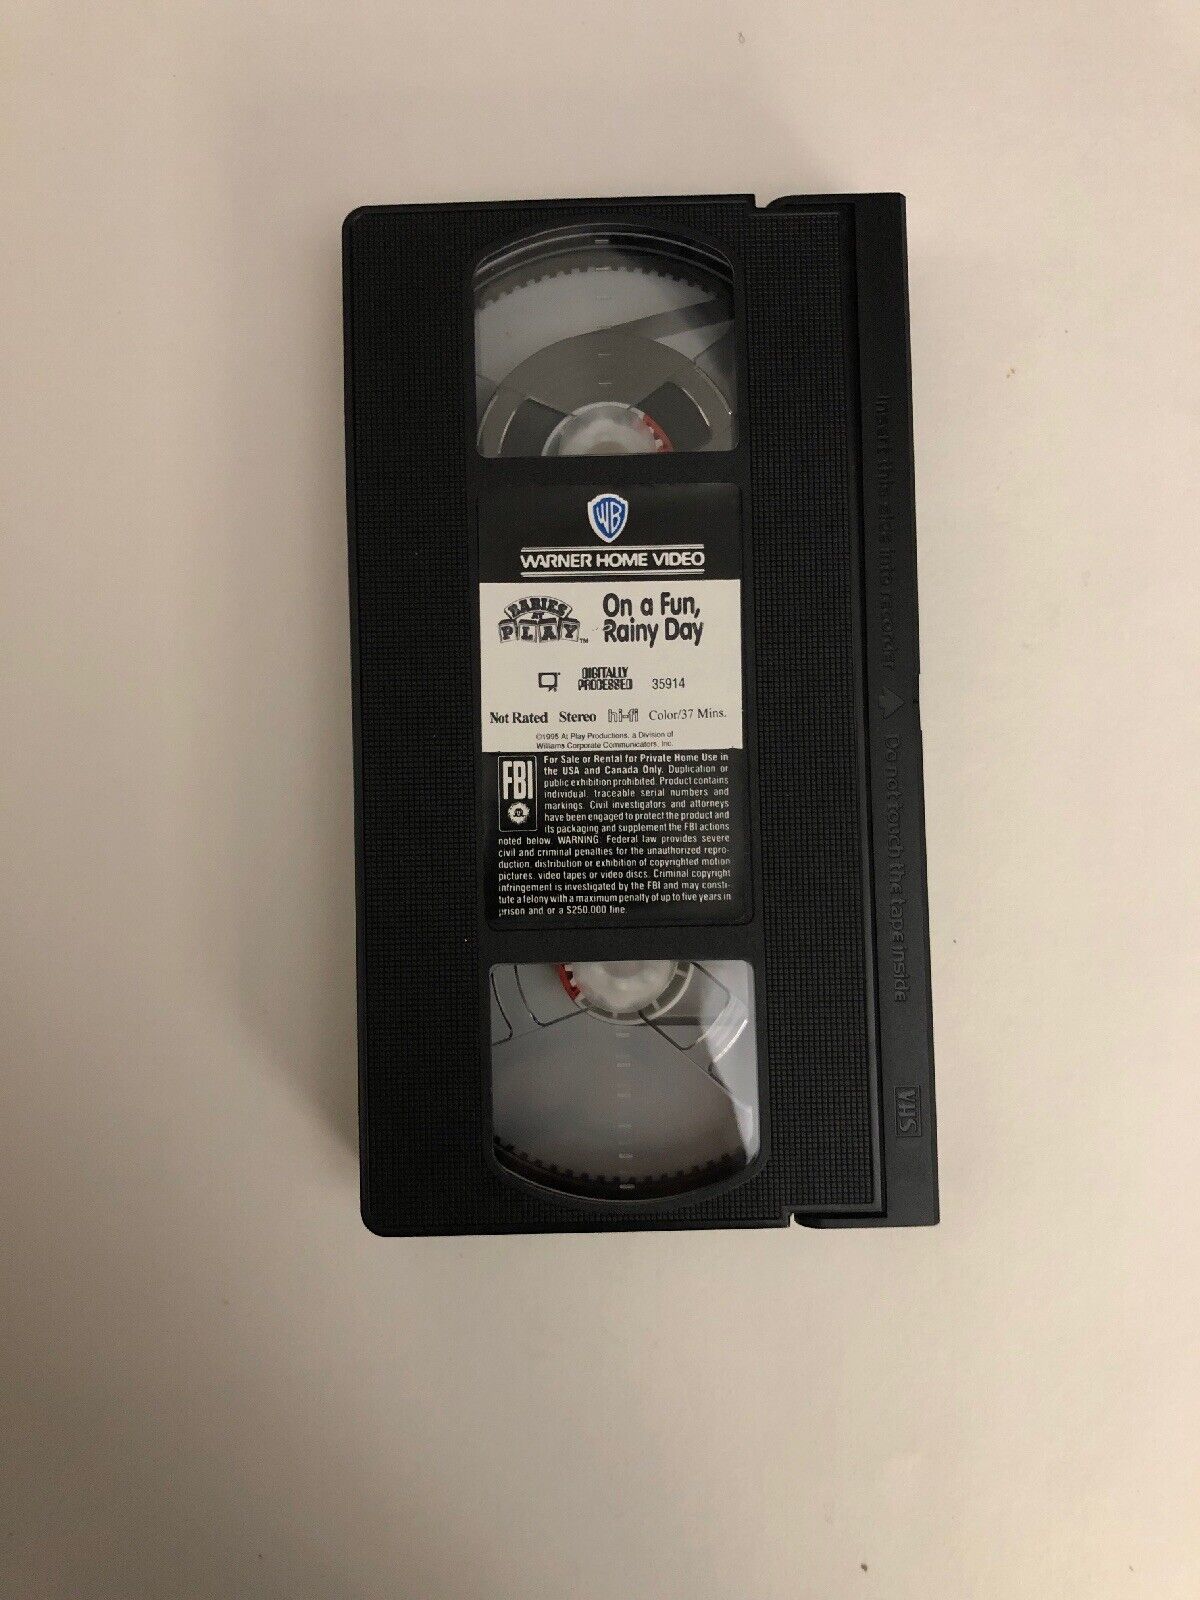 WB
WARNER HOME VIDEO
BABIES
AT
PLAY™
On a Fun,
Rainy Day
DIGITALLY
PROCESSED
35914
Not Rated Stereo hi-fi Color/37 Mins.
©1995 At Play Productions, a Division of
Williams Corporate Communicators, Inc.
FBI
For Sale or Rental for Private Home Use in
the USA and Canada Only. Duplication or
public exhibition prohibited. Product contains
individual, traceable serial numbers and
markings. Civil investigators and attorneys
have been engaged to protect the product and
its packaging and supplement the FBI actions
noted below. WARNING: Federal law provides severe
civil and criminal penalties for the unauthorized repro-
duction, distribution or exhibition of copyrighted motion
pictures, video tapes or video discs. Criminal copyright
infringement is investigated by the FBI and may consti-
tute a felony with a maximum penalty of up to five years in
prison and or a $250,000 fine.
Insert this side into recorder
Do not touch the tape inside
VHS